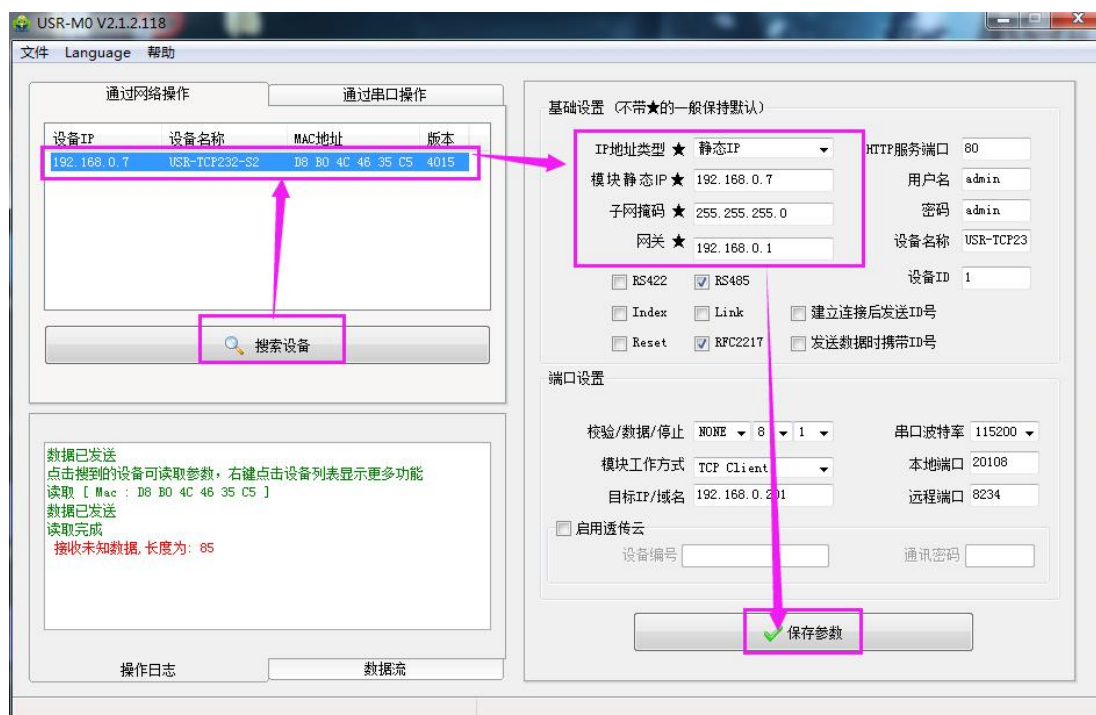 USR-M0 V2.1.2.118
文件 Language 帮助
通过网络操作 通过串口操作
设备IP 设备名称 MAC地址 版本
192.168.0.7 USR-TCP232-S2 D8 B0 4C 46 35 C5 4015
搜索设备
数据已发送
点击搜到的设备可读取参数，右键点击设备列表显示更多功能
读取 [ Mac : D8 B0 4C 46 35 C5 ]
数据已发送
读取完成
接收未知数据,长度为: 85
操作日志 数据流
基础设置 (不带★的一般保持默认)
IP地址类型 ★ 静态IP HTTP服务端口 80
模块静态IP ★ 192.168.0.7 用户名 admin
子网掩码 ★ 255.255.255.0 密码 admin
网关 ★ 192.168.0.1 设备名称 USR-TCP23
RS422 RS485 设备ID 1
Index Link 建立连接后发送ID号
Reset RFC2217 发送数据时携带ID号
端口设置
校验/数据/停止 NONE 8 1 串口波特率 115200
模块工作方式 TCP Client 本地端口 20108
目标IP/域名 192.168.0.201 远程端口 8234
启用透传云
设备编号 通讯密码
保存参数